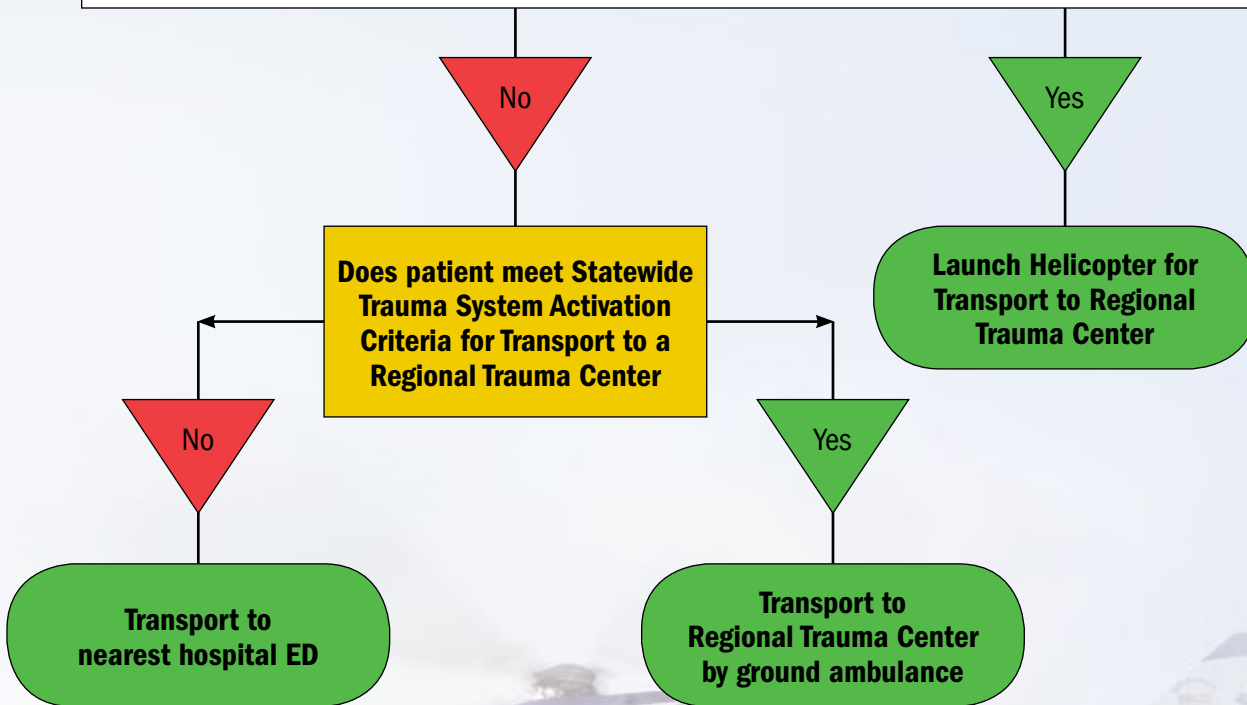 No
Yes
Does patient meet Statewide
Trauma System Activation
Criteria for Transport to a
Regional Trauma Center
Launch Helicopter for
Transport to Regional
Trauma Center
No
Yes
Transport to
nearest hospital ED
Transport to
Regional Trauma Center
by ground ambulance